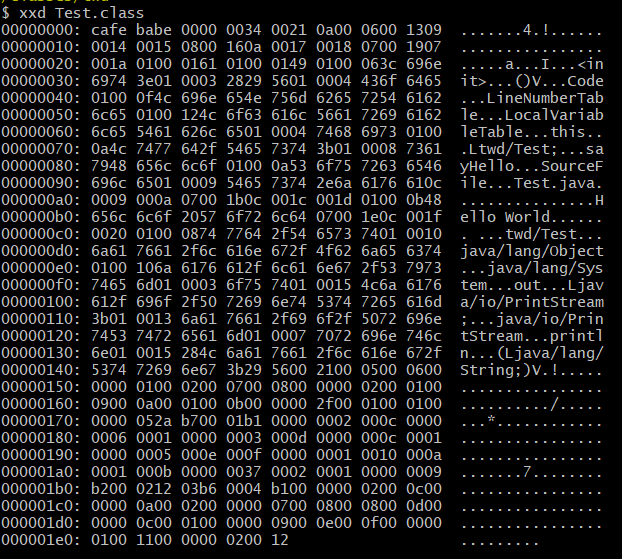 $ xxd Test.class
00000000: cafe babe 0000 0034 0021 0a00 0600 1309  .......4.!......
00000010: 0014 0015 0800 160a 0017 0018 0700 1907  ................
00000020: 001a 0100 0161 0100 0149 0100 063c 696e  .....a...I...<in
00000030: 6974 3e01 0003 2829 5601 0004 436f 6465  it>...()V...Code
00000040: 0100 0f4c 696e 654e 756d 6265 7254 6162  ...LineNumberTab
00000050: 6c65 0100 124c 6f63 616c 5661 7269 6162  le...LocalVariab
00000060: 6c65 5461 626c 6501 0004 7468 6973 0100  leTable...this..
00000070: 0a4c 7477 642f 5465 7374 3b01 0008 7361  .Ltwd/Test;...sa
00000080: 7948 656c 6c6f 0100 0a53 6f75 7263 6546  yHello...SourceF
00000090: 696c 6501 0009 5465 7374 2e6a 6176 610c  ile...Test.java.
000000a0: 0009 000a 0700 1b0c 001c 001d 0100 0b48  ...............H
000000b0: 656c 6c6f 2057 6f72 6c64 0700 1e0c 001f  ello World......
000000c0: 0020 0100 0874 7764 2f54 6573 7401 0010  . ...twd/Test...
000000d0: 6a61 7661 2f6c 616e 672f 4f62 6a65 6374  java/lang/Object
000000e0: 0100 106a 6176 612f 6c61 6e67 2f53 7973  ...java/lang/Sys
000000f0: 7465 6d01 0003 6f75 7401 0015 4c6a 6176  tem...out...Ljav
00000100: 612f 696f 2f50 7269 6e74 5374 7265 616d  a/io/PrintStream
00000110: 3b01 0013 6a61 7661 2f69 6f2f 5072 696e  ;...java/io/Prin
00000120: 7453 7472 6561 6d01 0007 7072 696e 746c  tStream...printl
00000130: 6e01 0015 284c 6a61 7661 2f6c 616e 672f  n...(Ljava/lang/
00000140: 5374 7269 6e67 3b29 5600 2100 0500 0600  String;)V.!.....
00000150: 0000 0100 0200 0700 0800 0000 0200 0100  ................
00000160: 0900 0a00 0100 0b00 0000 2f00 0100 0100  ........../.....
00000170: 0000 052a b700 01b1 0000 0002 000c 0000  ...*............
00000180: 0006 0001 0000 0003 000d 0000 000c 0001  ................
00000190: 0000 0005 000e 000f 0000 0001 0010 000a  ................
000001a0: 0001 000b 0000 0037 0002 0001 0000 0009  .......7........
000001b0: b200 0212 03b6 0004 b100 0000 0200 0c00  ................
000001c0: 0000 0a00 0200 0000 0700 0800 0800 0d00  ................
000001d0: 0000 0c00 0100 0000 0900 0e00 0f00 0000  ................
000001e0: 0100 1100 0000 0200 12  .........